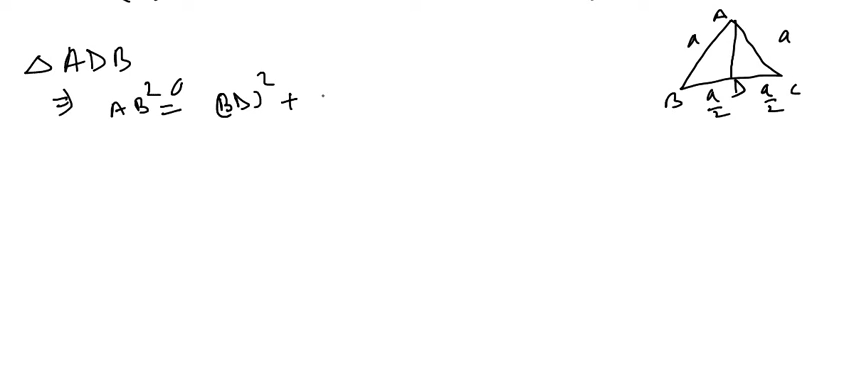 △ ADB
⇒ AB² = (BD)² +
A
a
a
B
a/2
D
a/2
C